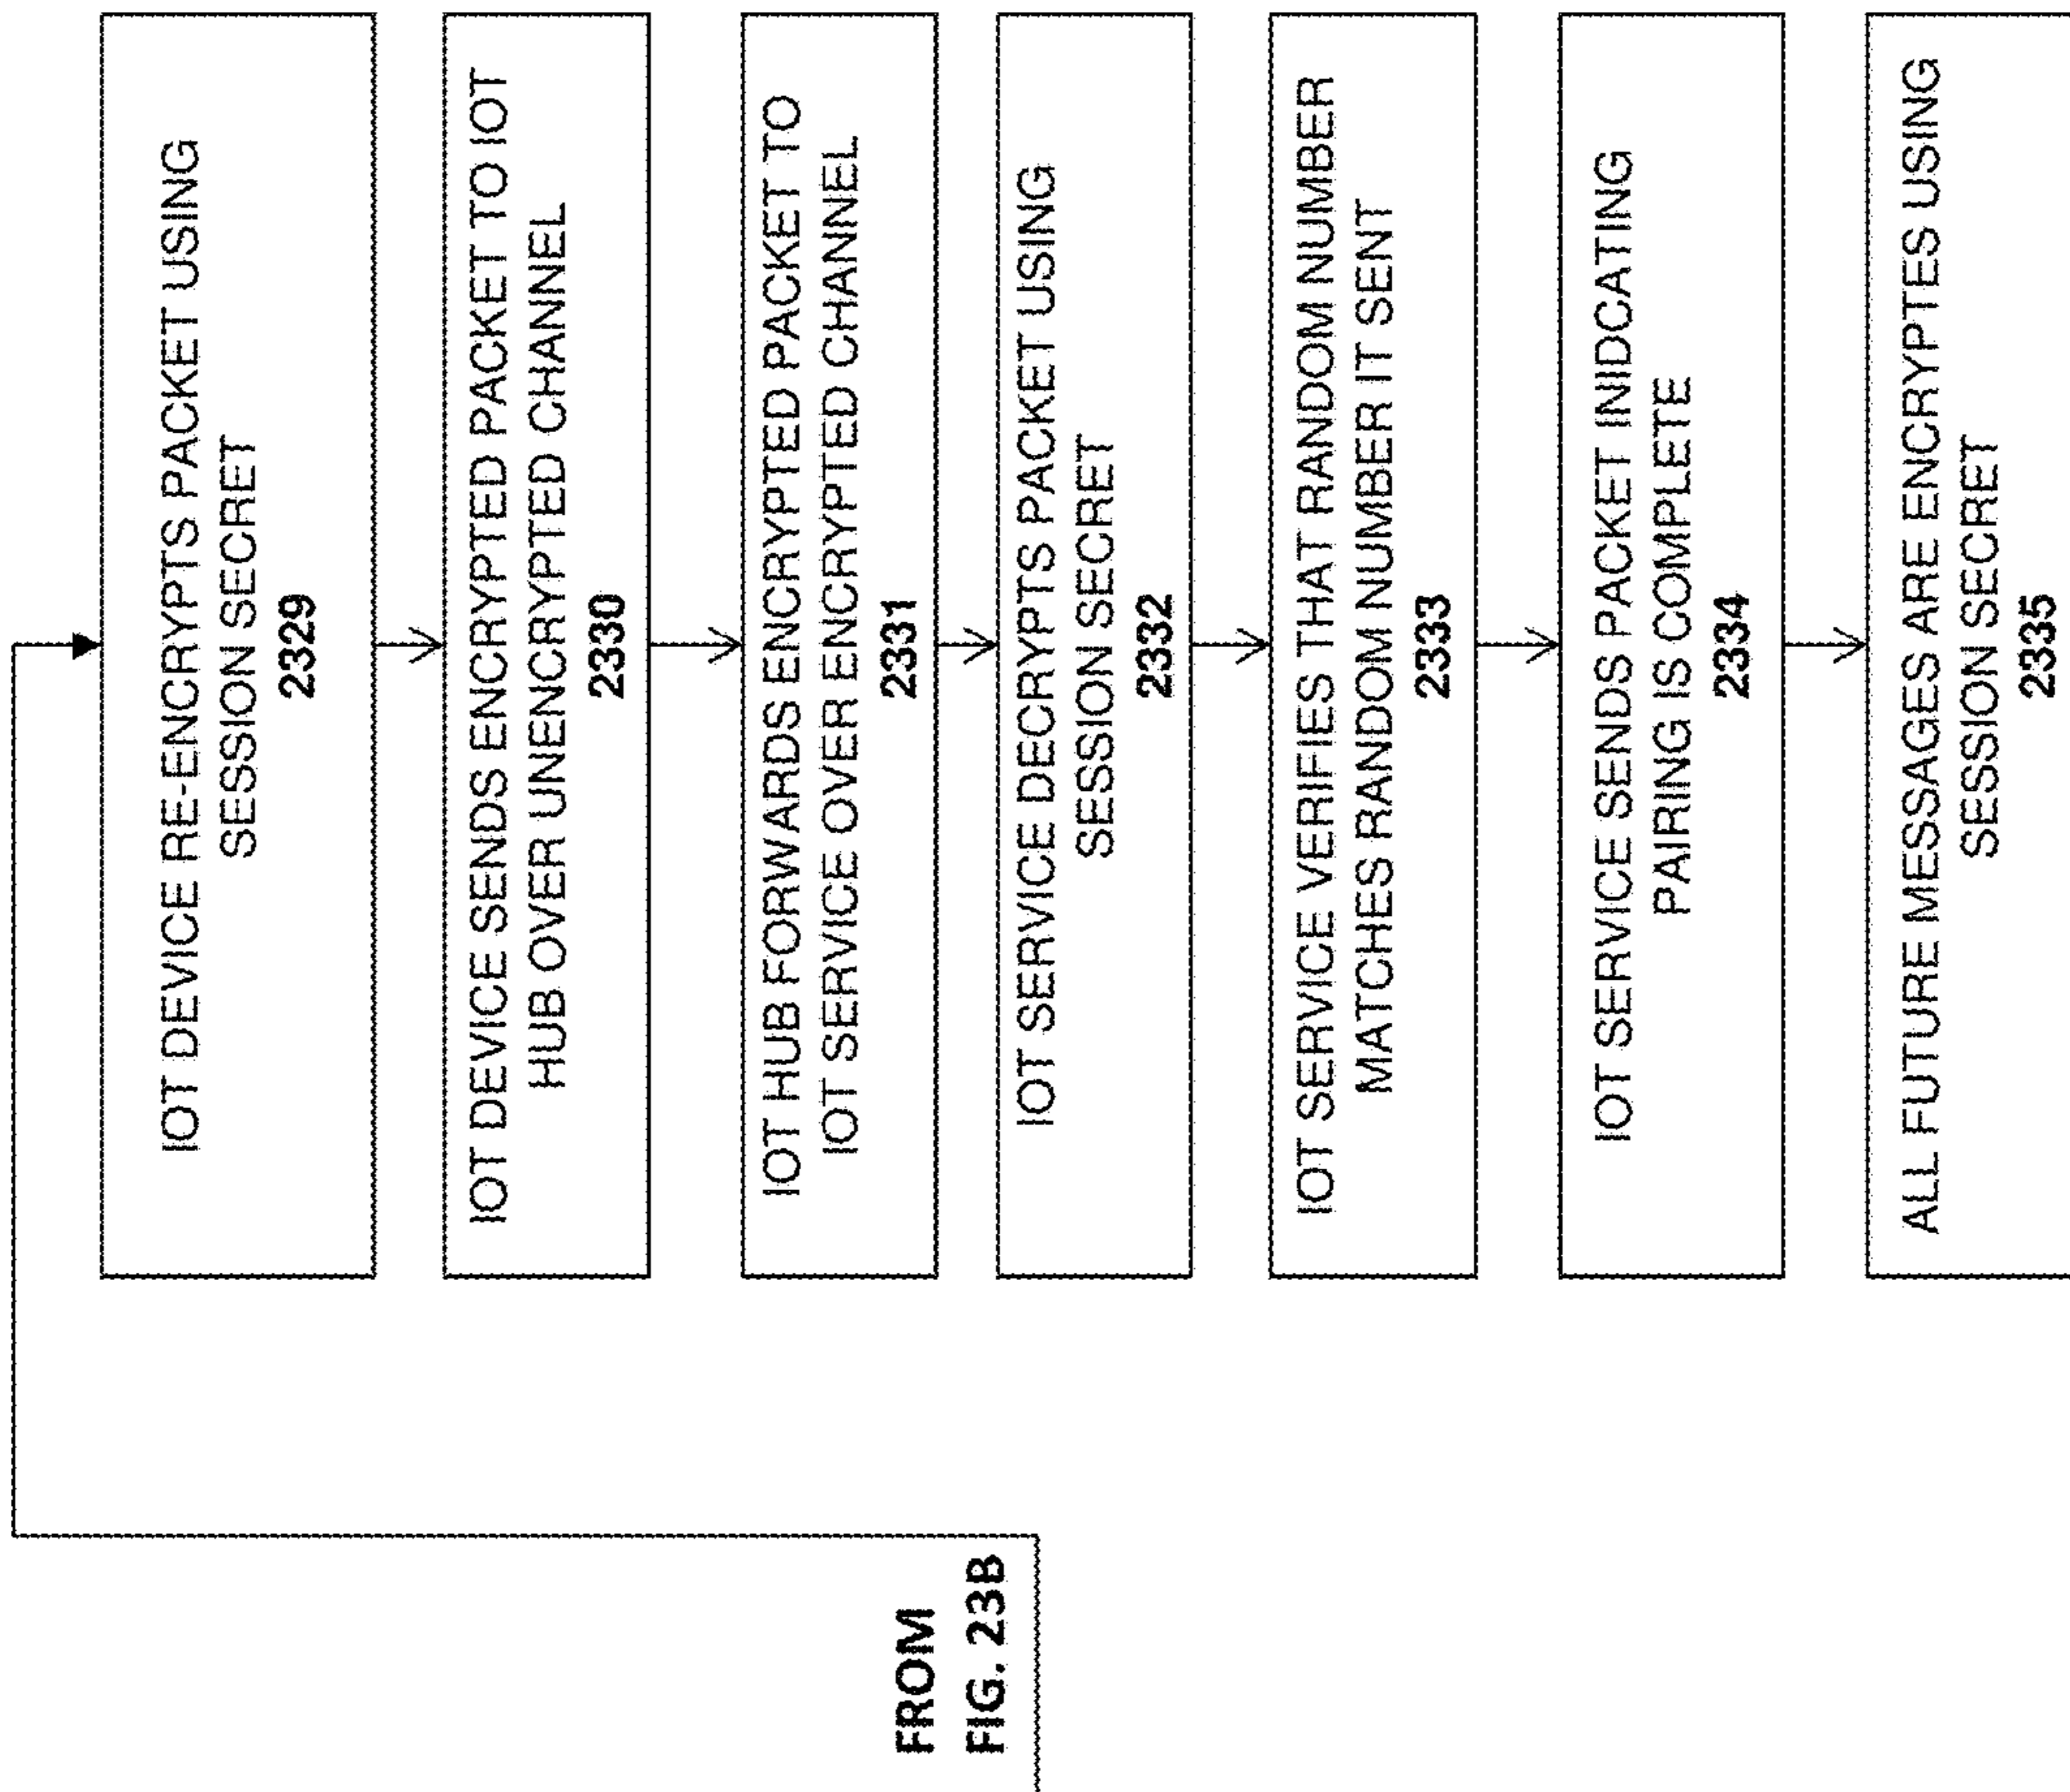 FROM
FIG. 23B
IOT DEVICE RE-ENCRYPTS PACKET USING
SESSION SECRET
2329
IOT DEVICE SENDS ENCRYPTED PACKET TO IOT
HUB OVER UNENCRYPTED CHANNEL
2330
IOT HUB FORWARDS ENCRYPTED PACKET TO
IOT SERVICE OVER ENCRYPTED CHANNEL
2331
IOT SERVICE DECRYPTS PACKET USING
SESSION SECRET
2332
IOT SERVICE VERIFIES THAT RANDOM NUMBER
MATCHES RANDOM NUMBER IT SENT
2333
IOT SERVICE SENDS PACKET INIDCATING
PAIRING IS COMPLETE
2334
ALL FUTURE MESSAGES ARE ENCRYPTES USING
SESSION SECRET
2335